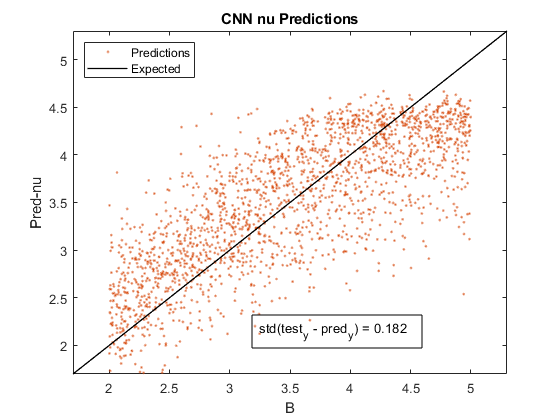 CNN nu Predictions
Predictions
Expected
5
4.5
4
3.5
3
2.5
2
Pred-nu
std(test_y - pred_y) = 0.182
2
2.5
3
3.5
4
4.5
5
B